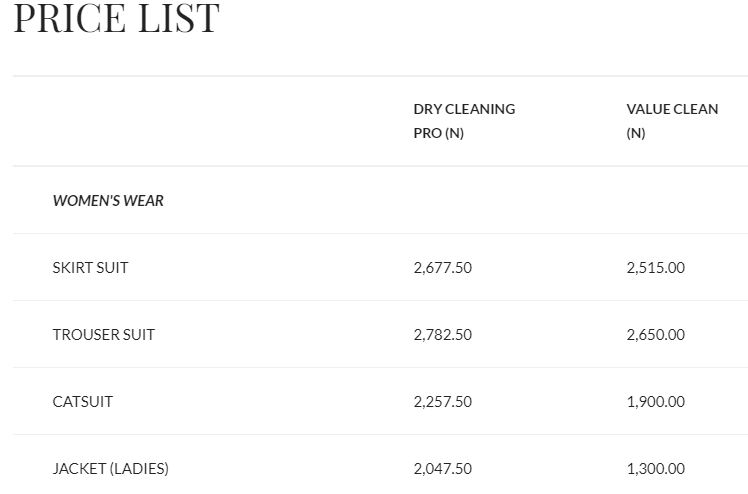 PRICE LIST
DRY CLEANING PRO (N) VALUE CLEAN (N)
WOMEN'S WEAR
SKIRT SUIT 2,677.50 2,515.00
TROUSER SUIT 2,782.50 2,650.00
CATSUIT 2,257.50 1,900.00
JACKET (LADIES) 2,047.50 1,300.00